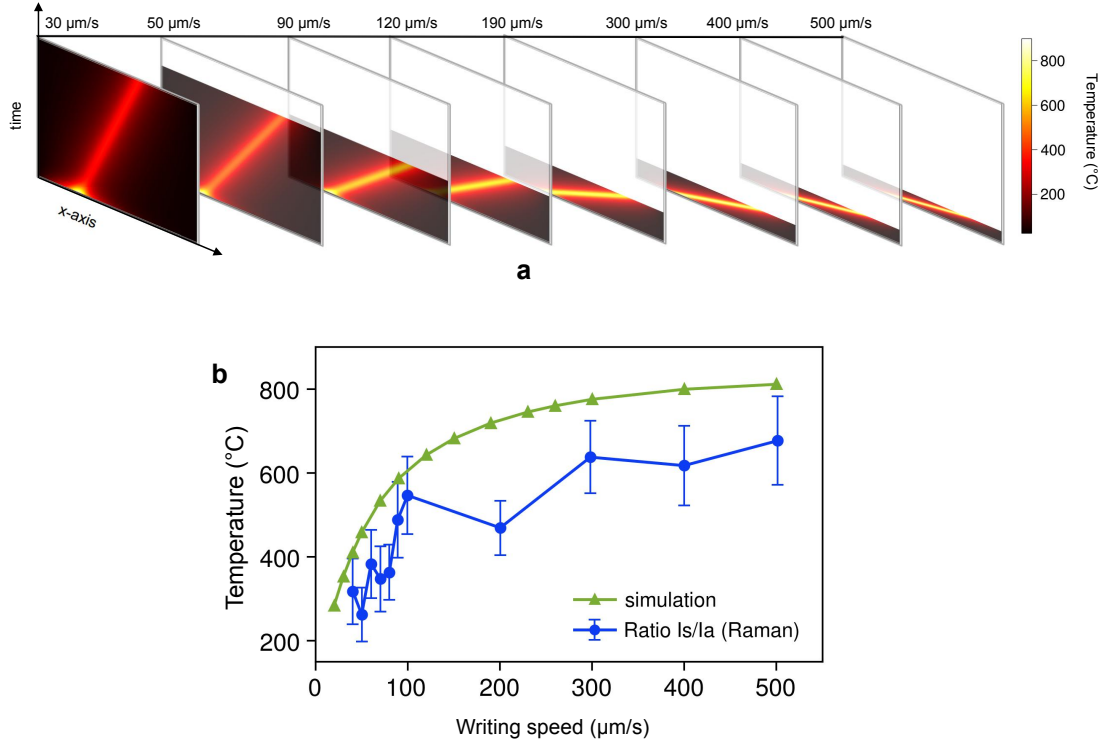 30 µm/s 50 µm/s 90 µm/s 120 µm/s 190 µm/s 300 µm/s 400 µm/s 500 µm/s
time
x-axis
800
600
400
200
Temperature (°C)
a
b
800
600
400
200
Temperature (°C)
simulation
Ratio Is/Ia (Raman)
0 100 200 300 400 500
Writing speed (µm/s)